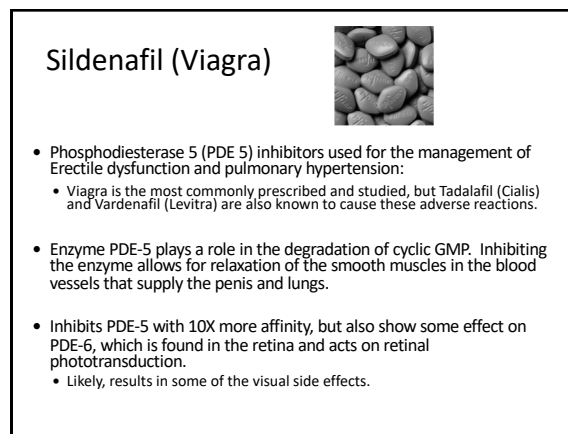 Sildenafil (Viagra)
• Phosphodiesterase 5 (PDE 5) inhibitors used for the management of
Erectile dysfunction and pulmonary hypertension:
• Viagra is the most commonly prescribed and studied, but Tadalafil (Cialis)
and Vardenafil (Levitra) are also known to cause these adverse reactions.
• Enzyme PDE-5 plays a role in the degradation of cyclic GMP.  Inhibiting
the enzyme allows for relaxation of the smooth muscles in the blood
vessels that supply the penis and lungs.
• Inhibits PDE-5 with 10X more affinity, but also show some effect on
PDE-6, which is found in the retina and acts on retinal
phototransduction.
• Likely, results in some of the visual side effects.